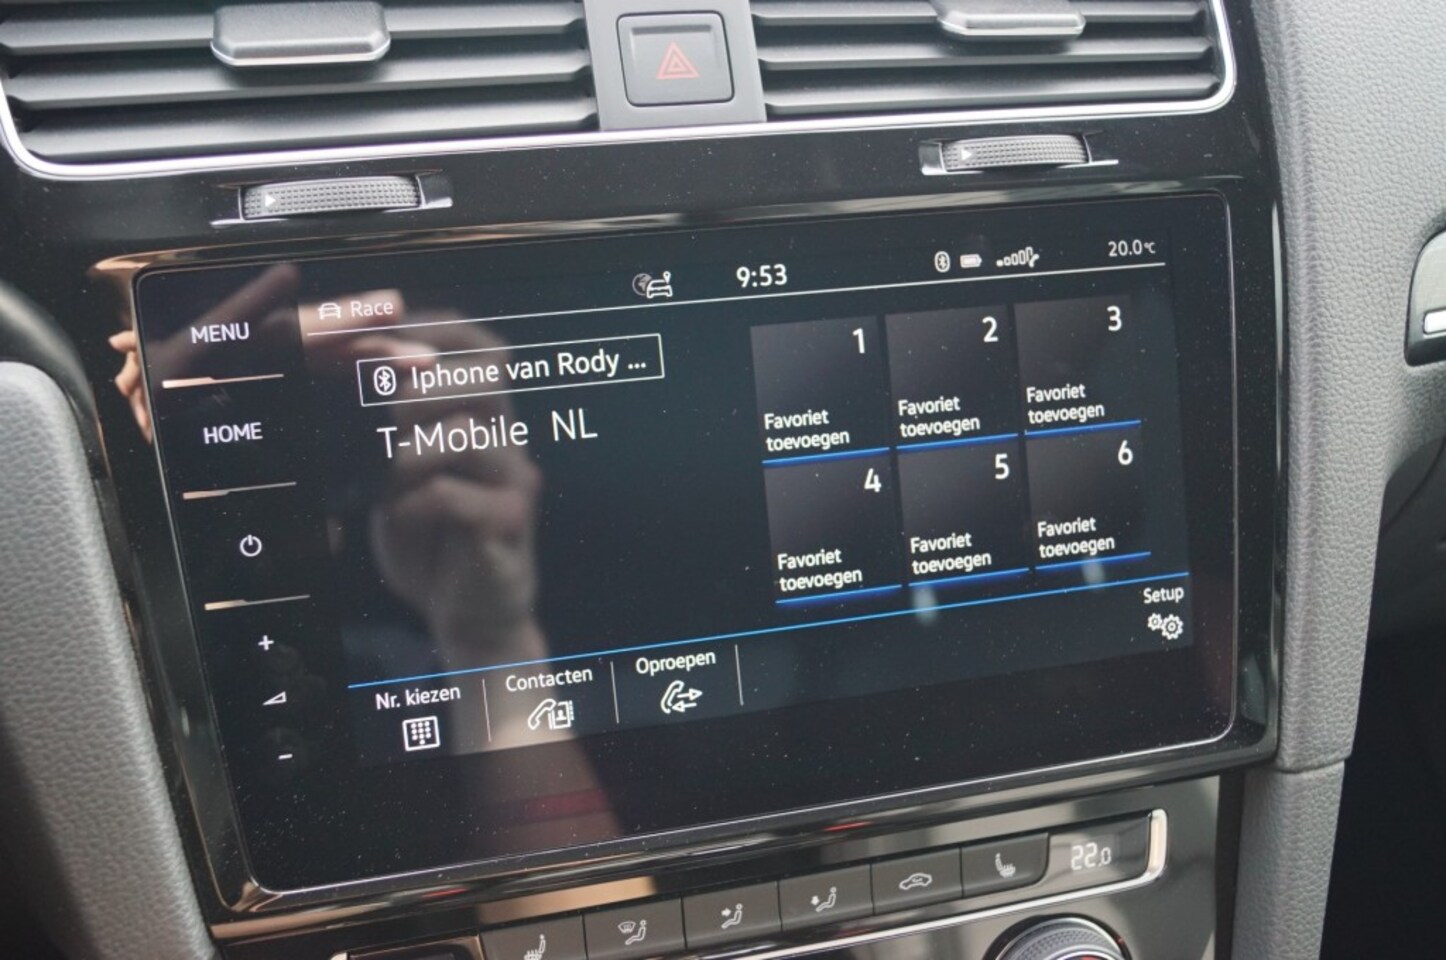 9:53
20.0°C
MENU
Race
Iphone van Rody ...
T-Mobile NL
HOME
1
Favoriet
toevoegen
2
Favoriet
toevoegen
3
Favoriet
toevoegen
4
Favoriet
toevoegen
5
Favoriet
toevoegen
6
Favoriet
toevoegen
+
-
Nr. kiezen
Contacten
Oproepen
Setup
22.0